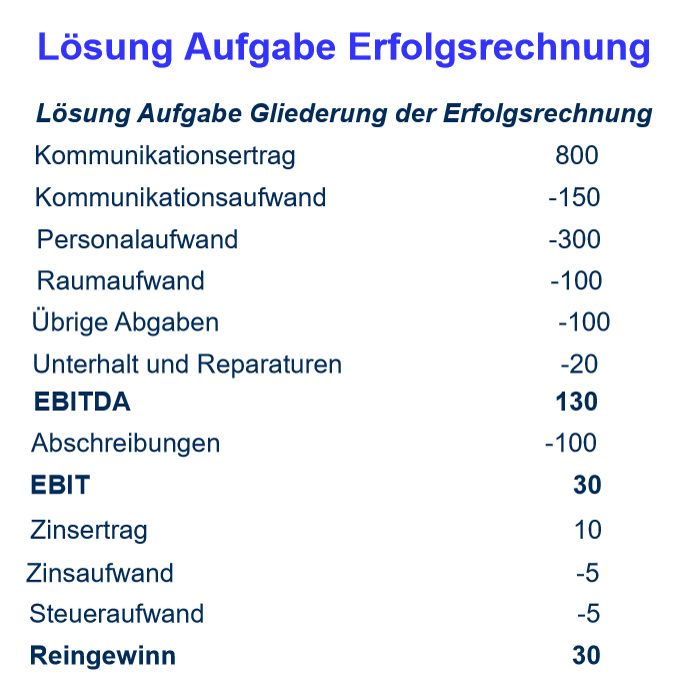 Lösung Aufgabe Erfolgsrechnung
Lösung Aufgabe Gliederung der Erfolgsrechnung
Kommunikationsertrag 800
Kommunikationsaufwand -150
Personalaufwand -300
Raumaufwand -100
Übrige Abgaben -100
Unterhalt und Reparaturen -20
EBITDA 130
Abschreibungen -100
EBIT 30
Zinsertrag 10
Zinsaufwand -5
Steueraufwand -5
Reingewinn 30